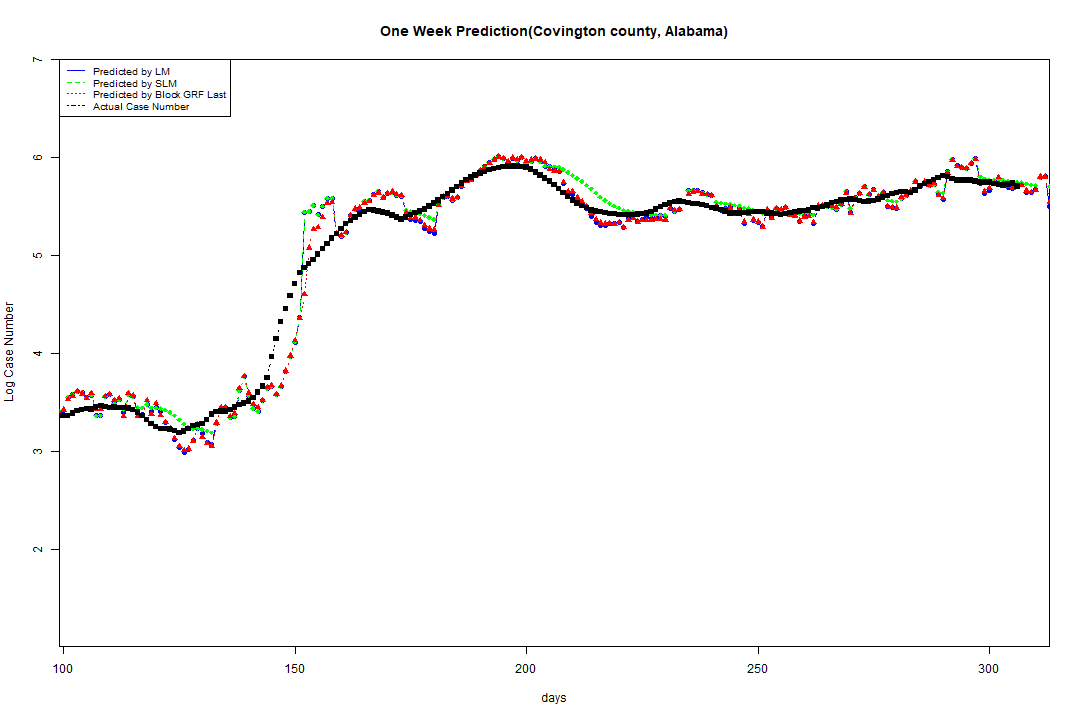 One Week Prediction(Covington county, Alabama)
Predicted by LM
Predicted by SLM
Predicted by Block GRF Last
Actual Case Number
7
6
5
4
3
2
Log Case Number
100 150 200 250 300
days